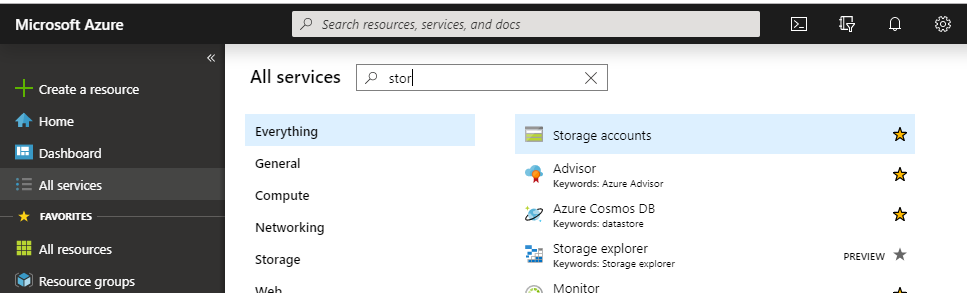 Microsoft Azure
Search resources, services, and docs
«
Create a resource
Home
Dashboard
All services
FAVORITES
All resources
Resource groups
All services
stor
Everything
General
Compute
Networking
Storage
Web
Storage accounts
Advisor
Keywords: Azure Advisor
Azure Cosmos DB
Keywords: datastore
Storage explorer
Keywords: Storage explorer
PREVIEW
Monitor